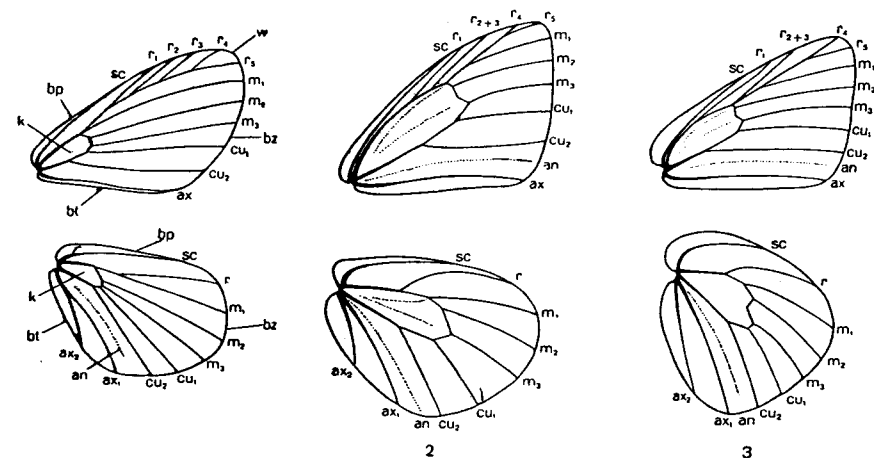 bp sc r₁ r₂ r₃ r₄ w r₅ m₁ m₂ m₃ bz cu₁ cu₂ ax bt k
sc r₁ r₂₊₃ r₄ r₅ m₁ m₂ m₃ cu₁ cu₂ an ax
sc r₁ r₂₊₃ r₄ r₅ m₁ m₂ m₃ cu₁ cu₂ an ax
bp sc r m₁ bz m₂ m₃ cu₁ cu₂ ax₁ an ax₂ bt k
sc r m₁ m₂ m₃ cu₁ cu₂ an ax₁ ax₂
sc r m₁ m₂ m₃ cu₁ cu₂ an ax₁ ax₂
2 3